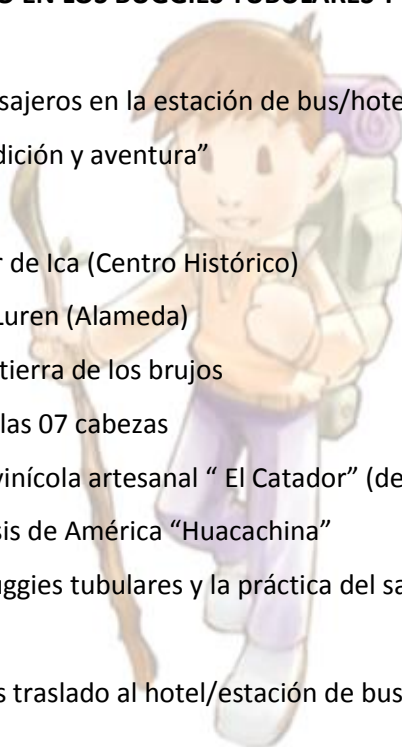 O EN LOS BUGGIES TUBULARES Y
sajeros en la estación de bus/hote
dición y aventura”
r de Ica (Centro Histórico)
Luren (Alameda)
tierra de los brujos
las 07 cabezas
vinícola artesanal “ El Catador” (de
sis de América “Huacachina”
uggies tubulares y la práctica del sa
s traslado al hotel/estación de bus